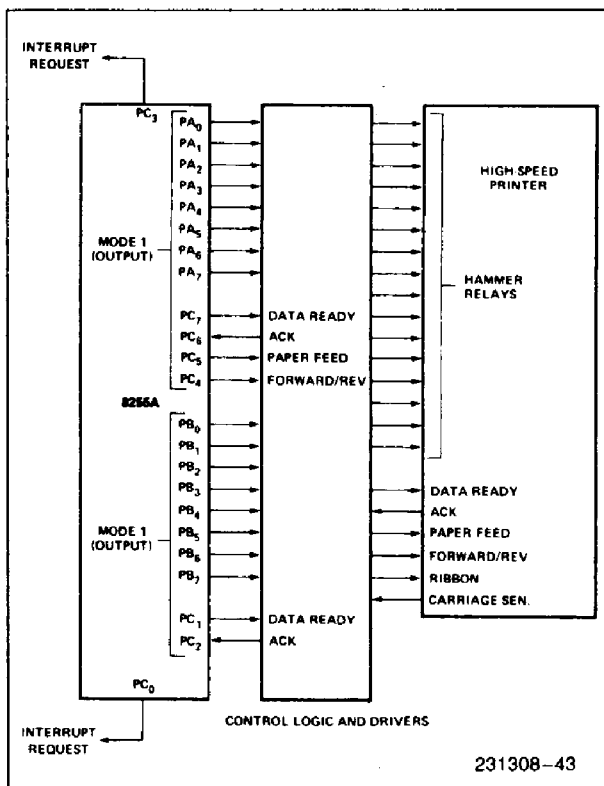 INTERRUPT
REQUEST
PC3
PA0
PA1
PA2
PA3
PA4
PA5
PA6
PA7
MODE 1
(OUTPUT)
PC7
PC6
PC5
PC4
DATA READY
ACK
PAPER FEED
FORWARD/REV
8255A
PB0
PB1
PB2
PB3
PB4
PB5
PB6
PB7
MODE 1
(OUTPUT)
PC1
PC2
DATA READY
ACK
PC0
INTERRUPT
REQUEST
CONTROL LOGIC AND DRIVERS
HIGH SPEED
PRINTER
HAMMER
RELAYS
DATA READY
ACK
PAPER FEED
FORWARD/REV
RIBBON
CARRIAGE SEN.
231308-43